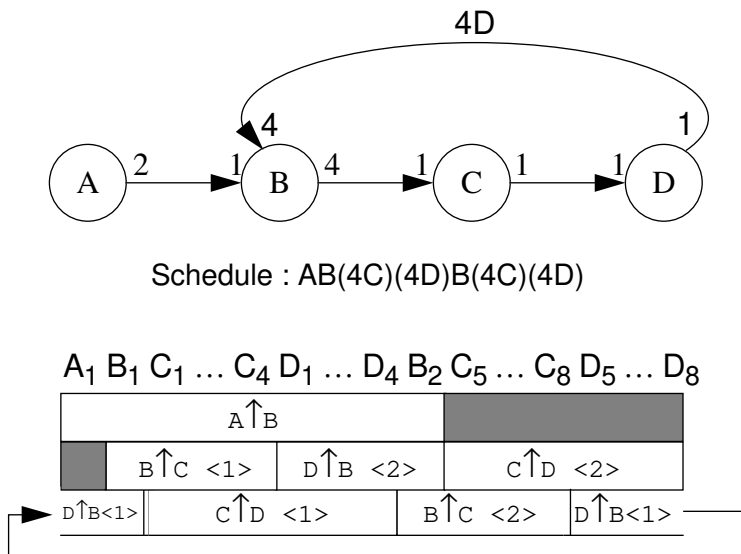 4D
4 1
A 2 1 B 4 1 C 1 1 D
Schedule : AB(4C)(4D)B(4C)(4D)
A₁ B₁ C₁ … C₄ D₁ … D₄ B₂ C₅ … C₈ D₅ … D₈
A↑B
B↑C <1> D↑B <2> C↑D <2>
D↑B<1> C↑D <1> B↑C <2> D↑B<1>